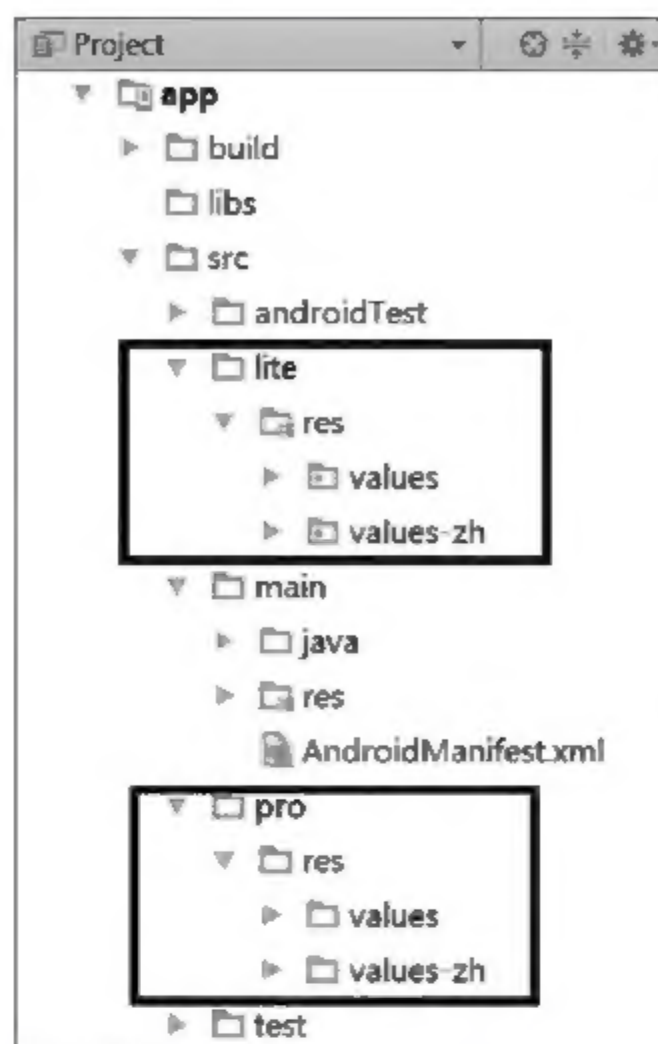 Project
app
build
libs
src
androidTest
lite
res
values
values-zh
main
java
res
AndroidManifest.xml
pro
res
values
values-zh
test